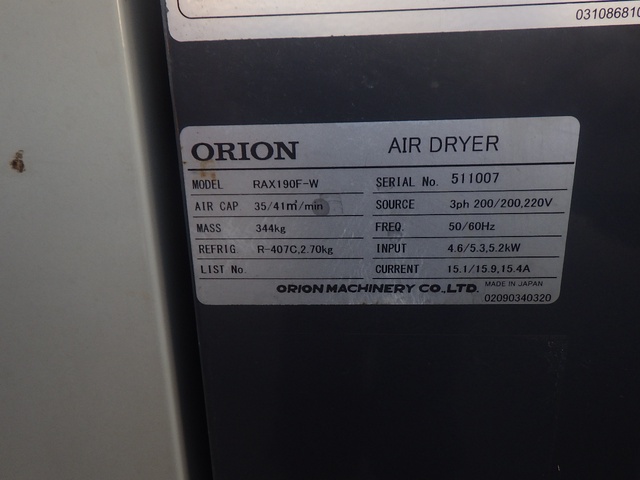 03108681
ORION AIR DRYER
MODEL RAX190F-W SERIAL No. 511007
AIR CAP 35/41㎥/min SOURCE 3ph 200/200,220V
MASS 344kg FREQ. 50/60Hz
REFRIG R-407C,2.70kg INPUT 4.6/5.3,5.2kW
LIST No. CURRENT 15.1/15.9,15.4A
ORION MACHINERY CO.,LTD. MADE IN JAPAN
02090340320